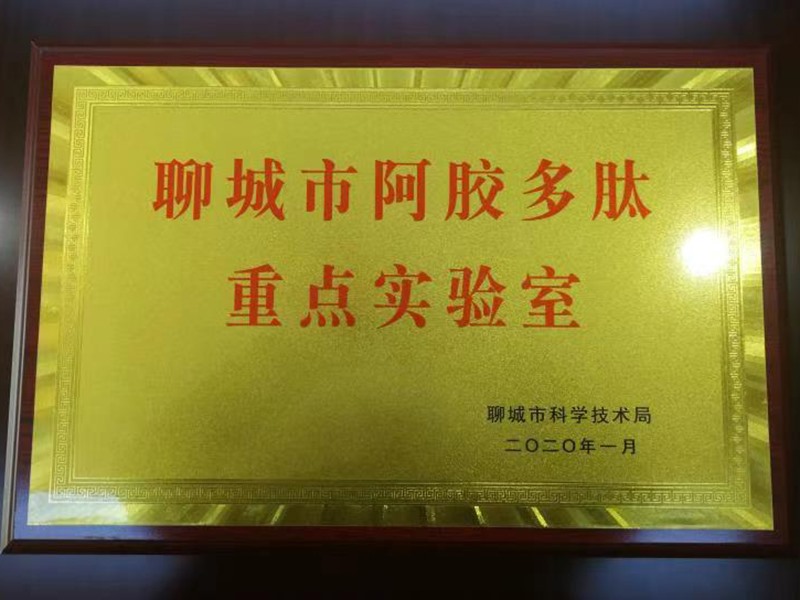 聊城市阿胶多肽
重点实验室
聊城市科学技术局
二〇二〇年一月